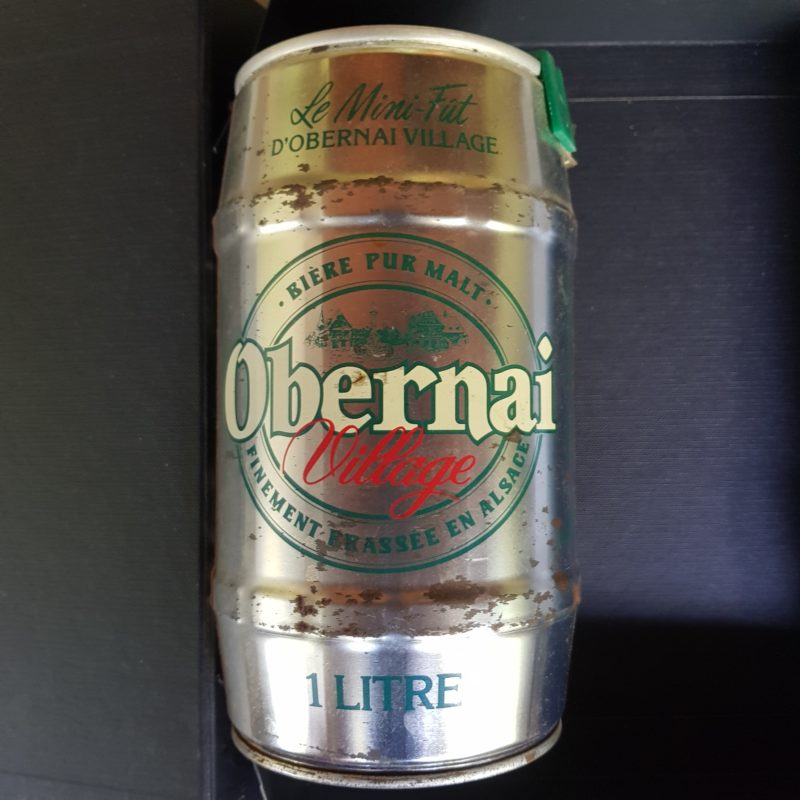 Le Mini-Fût
D'OBERNAI VILLAGE
· BIÈRE PUR MALT ·
Obernai
Village
FINEMENT BRASSÉE EN ALSACE
1 LITRE